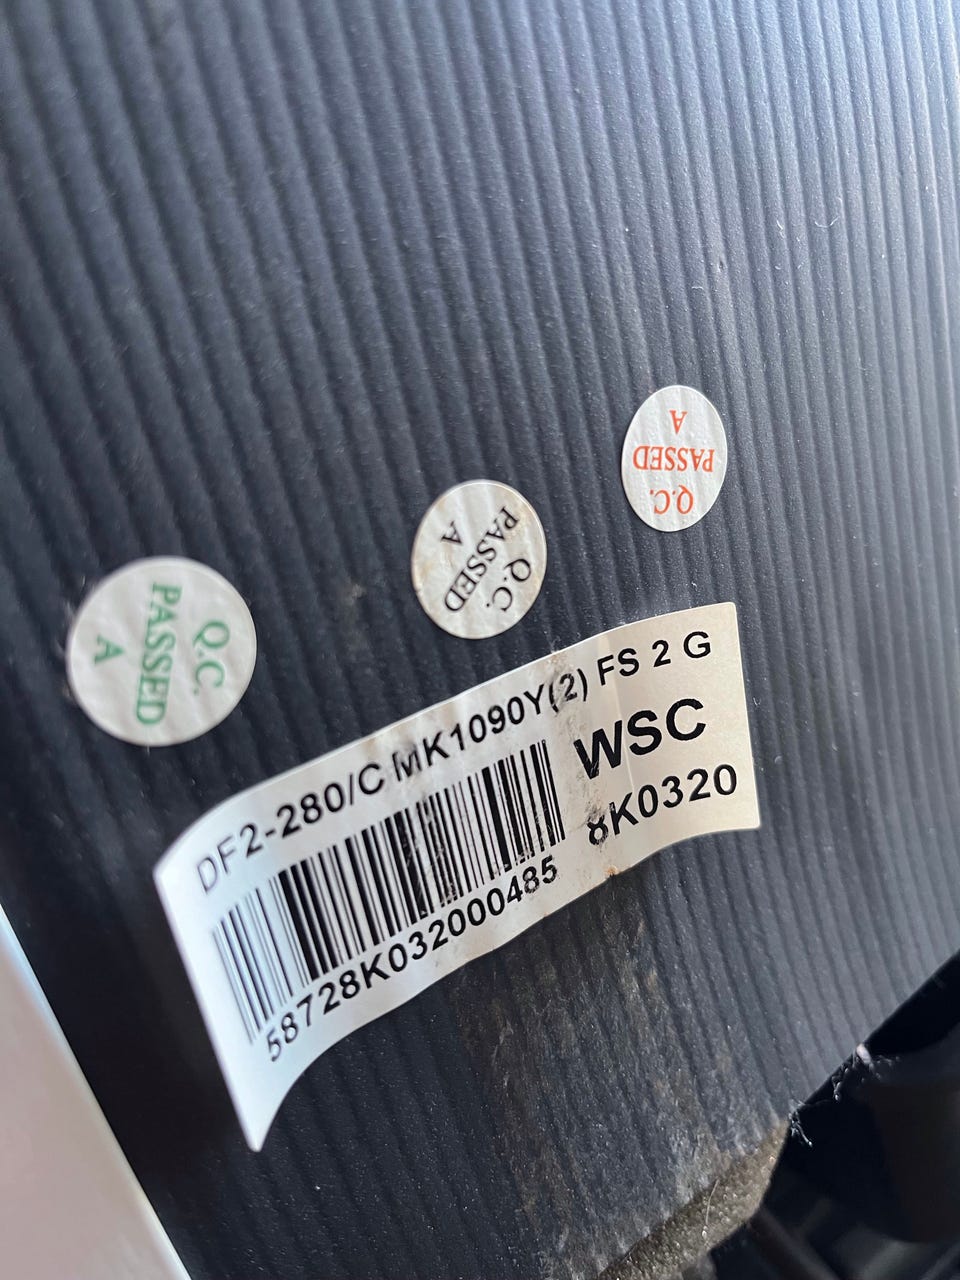 Q.C.
PASSED
A
Q.C.
PASSED
A
Q.C.
PASSED
A
DF2-280/C MK1090Y(2) FS 2 G
WSC
8K0320
58728K032000485